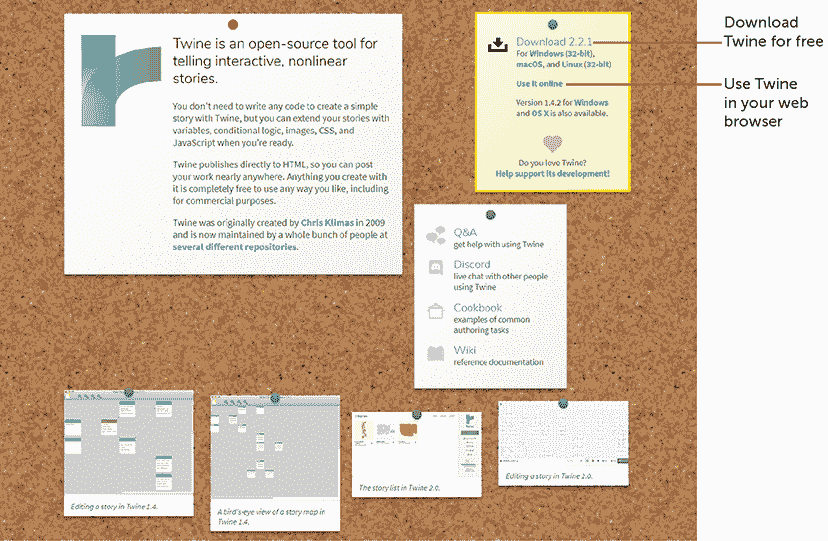 Twine is an open-source tool for
telling interactive, nonlinear
stories.
You don't need to write any code to create a simple
story with Twine, but you can extend your stories with
variables, conditional logic, images, CSS, and
JavaScript when you're ready.
Twine publishes directly to HTML, so you can post
your work nearly anywhere. Anything you create with
it is completely free to use any way you like, including
for commercial purposes.
Twine was originally created by Chris Klimas in 2009
and is now maintained by a whole bunch of people at
several different repositories.
Download 2.2.1
For Windows (32-bit),
macOS, and Linux (32-bit)
Use it online
Version 1.4.2 for Windows
and OS X is also available.
Do you love Twine?
Help support its development!
Download
Twine for free
Use Twine
in your web
browser
Q&A
get help with using Twine
Discord
live chat with other people
using Twine
Cookbook
examples of common
authoring tasks
Wiki
reference documentation
Editing a story in Twine 1.4.
A bird's-eye view of a story map in
Twine 1.4.
The story list in Twine 2.0.
Editing a story in Twine 2.0.